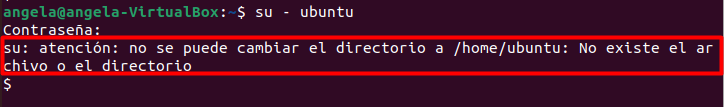 angela@angela-VirtualBox:~$ su - ubuntu
Contraseña:
su: atención: no se puede cambiar el directorio a /home/ubuntu: No existe el ar
chivo o el directorio
$